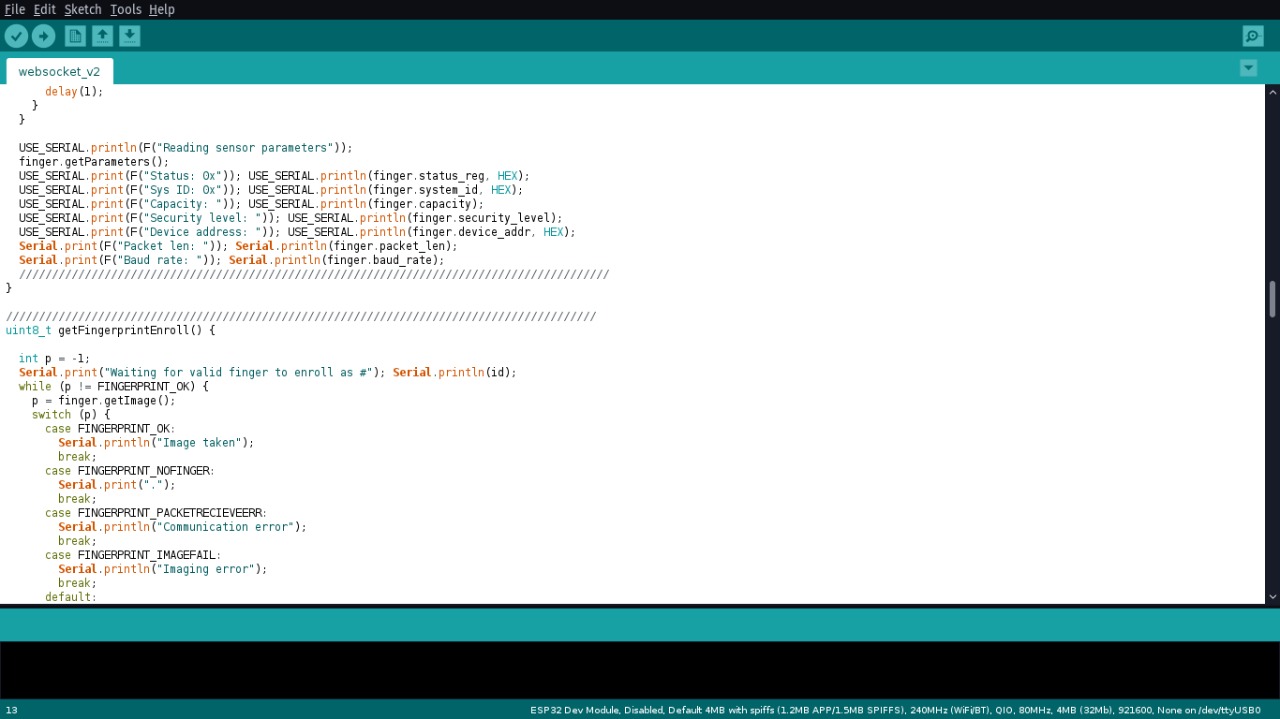 File Edit Sketch Tools Help
websocket_v2
      delay(1);
    }
  }
  USE_SERIAL.println(F("Reading sensor parameters"));
  finger.getParameters();
  USE_SERIAL.print(F("Status: 0x")); USE_SERIAL.println(finger.status_reg, HEX);
  USE_SERIAL.print(F("Sys ID: 0x")); USE_SERIAL.println(finger.system_id, HEX);
  USE_SERIAL.print(F("Capacity: ")); USE_SERIAL.println(finger.capacity);
  USE_SERIAL.print(F("Security level: ")); USE_SERIAL.println(finger.security_level);
  USE_SERIAL.print(F("Device address: ")); USE_SERIAL.println(finger.device_addr, HEX);
  Serial.print(F("Packet len: ")); Serial.println(finger.packet_len);
  Serial.print(F("Baud rate: ")); Serial.println(finger.baud_rate);
  //////////////////////////////////////////////////////////////////////////////////////////
}
//////////////////////////////////////////////////////////////////////////////////////////
uint8_t getFingerprintEnroll() {
  int p = -1;
  Serial.print("Waiting for valid finger to enroll as #"); Serial.println(id);
  while (p != FINGERPRINT_OK) {
    p = finger.getImage();
    switch (p) {
      case FINGERPRINT_OK:
        Serial.println("Image taken");
        break;
      case FINGERPRINT_NOFINGER:
        Serial.print(".");
        break;
      case FINGERPRINT_PACKETRECIEVEERR:
        Serial.println("Communication error");
        break;
      case FINGERPRINT_IMAGEFAIL:
        Serial.println("Imaging error");
        break;
      default:
13 ESP32 Dev Module, Disabled, Default 4MB with spiffs (1.2MB APP/1.5MB SPIFFS), 240MHz (WiFi/BT), QIO, 80MHz, 4MB (32Mb), 921600, None on /dev/ttyUSB0